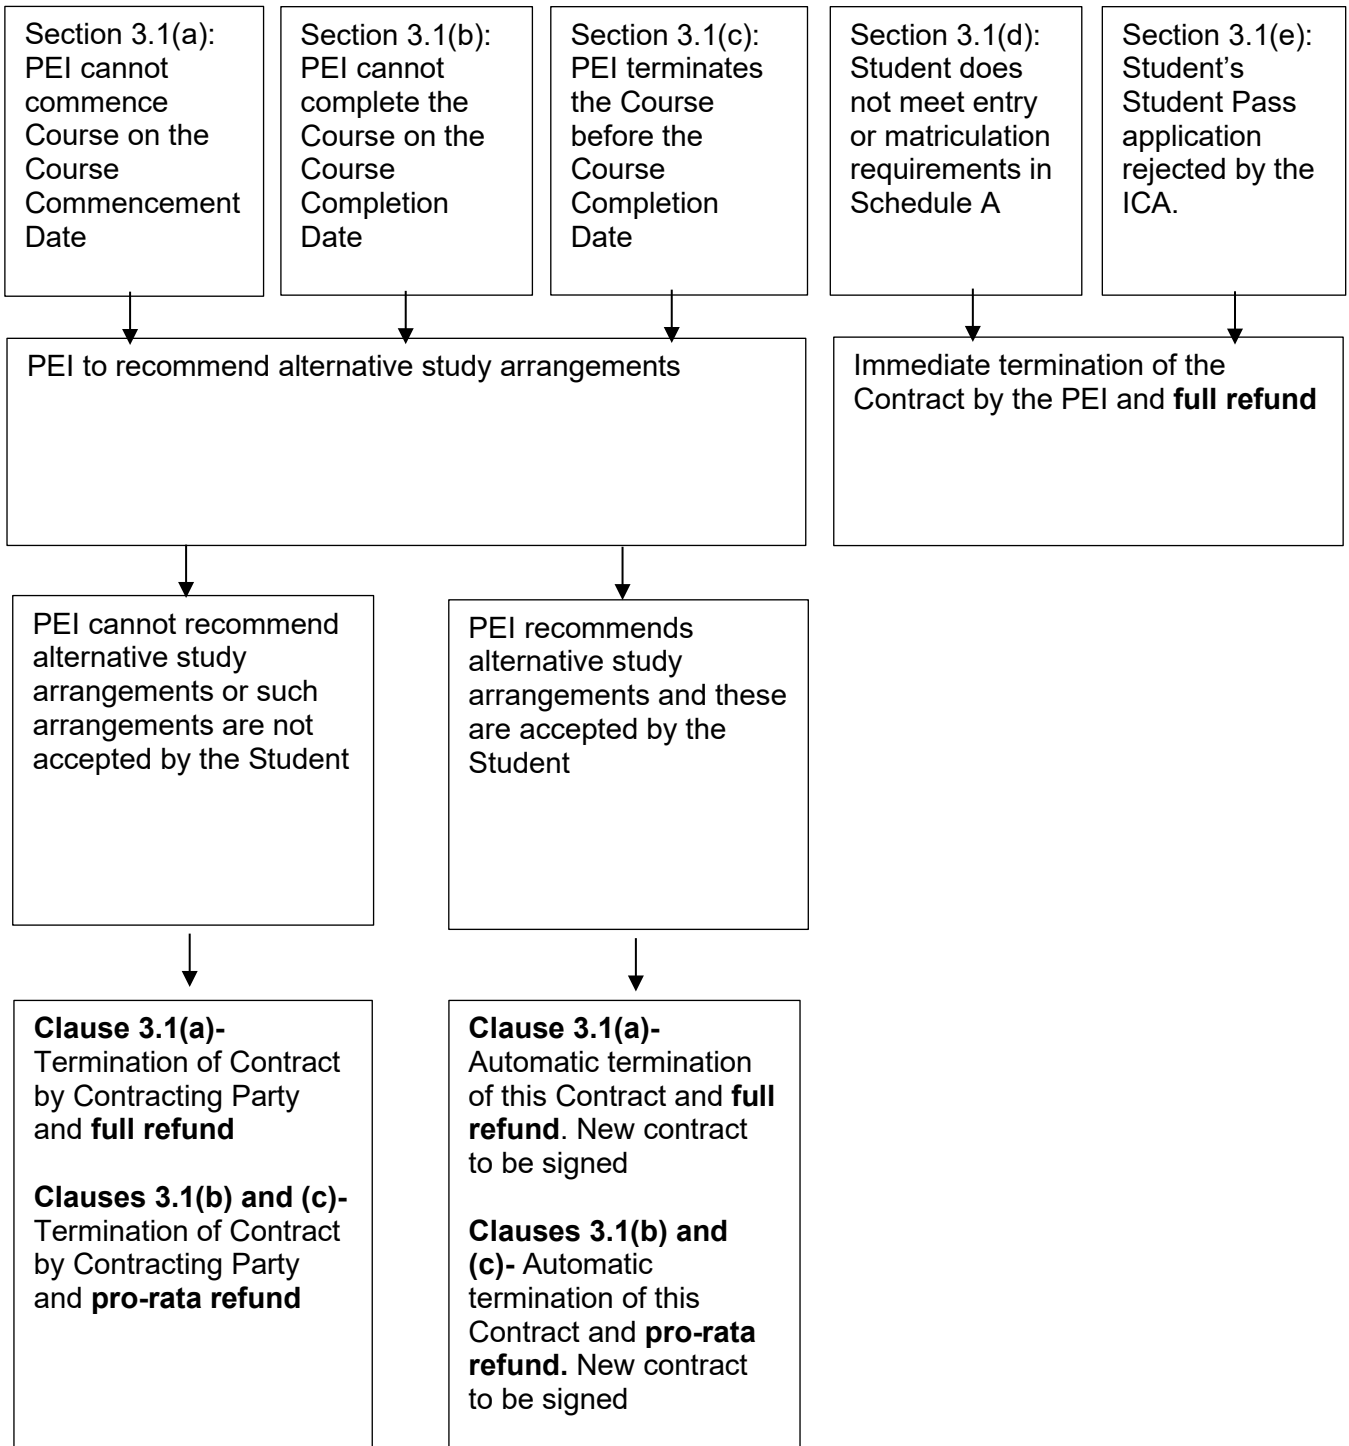 Section 3.1(a):
PEI cannot
commence
Course on the
Course
Commencement
Date
Section 3.1(b):
PEI cannot
complete the
Course on the
Course
Completion
Date
Section 3.1(c):
PEI terminates
the Course
before the
Course
Completion
Date
Section 3.1(d):
Student does
not meet entry
or matriculation
requirements in
Schedule A
Section 3.1(e):
Student’s
Student Pass
application
rejected by the
ICA.
PEI to recommend alternative study arrangements
Immediate termination of the
Contract by the PEI and full refund
PEI cannot recommend
alternative study
arrangements or such
arrangements are not
accepted by the Student
PEI recommends
alternative study
arrangements and these
are accepted by the
Student
Clause 3.1(a)-
Termination of Contract
by Contracting Party
and full refund
Clauses 3.1(b) and (c)-
Termination of Contract
by Contracting Party
and pro-rata refund
Clause 3.1(a)-
Automatic termination
of this Contract and full
refund. New contract
to be signed
Clauses 3.1(b) and
(c)- Automatic
termination of this
Contract and pro-rata
refund. New contract
to be signed